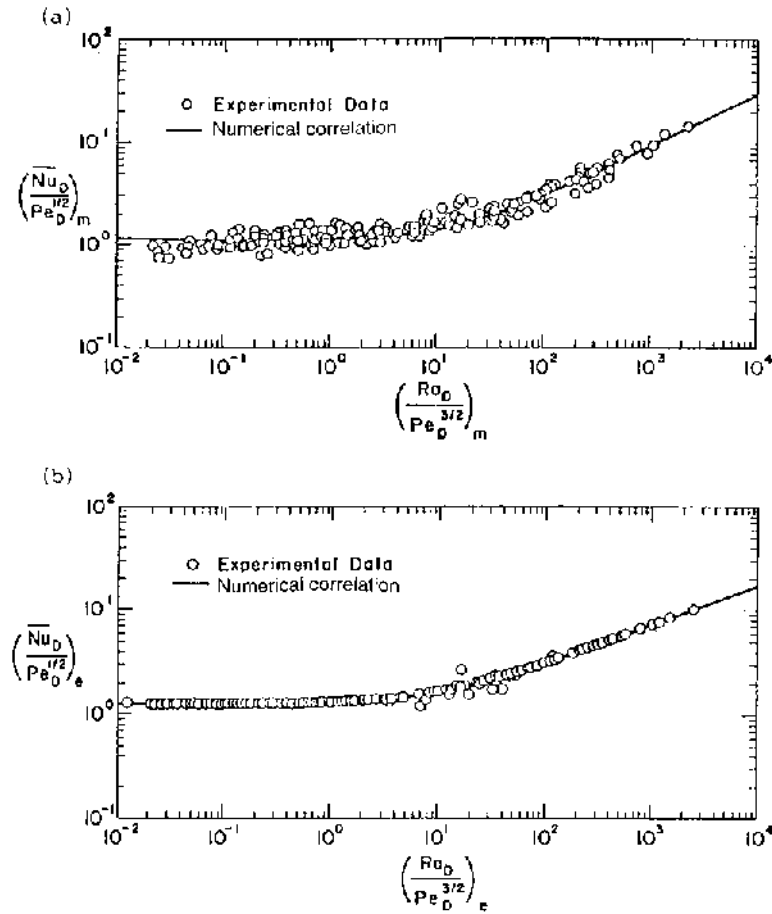 (a)
10²
10¹
10⁰
10⁻¹
○ Experimental Data
— Numerical correlation
(N̅u̅_D / Pe_D^1/2)_m
10⁻² 10⁻¹ 10⁰ 10¹ 10² 10³ 10⁴
(Ra_D / Pe_D^3/2)_m
(b)
10²
10¹
10⁰
10⁻¹
○ Experimental Data
— Numerical correlation
(N̅u̅_D / Pe_D^1/2)_e
10⁻² 10⁻¹ 10⁰ 10¹ 10² 10³ 10⁴
(Ra_D / Pe_D^3/2)_e